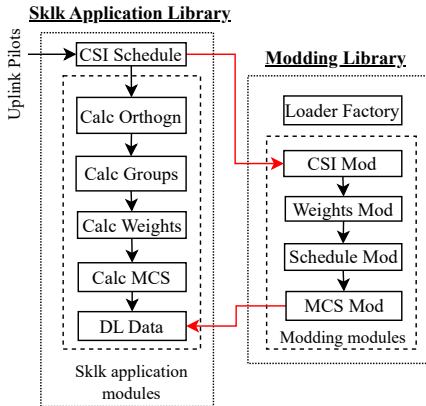 Sklk Application Library
Uplink Pilots
CSI Schedule
Calc Orthogn
Calc Groups
Calc Weights
Calc MCS
DL Data
Sklk application
modules
Modding Library
Loader Factory
CSI Mod
Weights Mod
Schedule Mod
MCS Mod
Modding modules